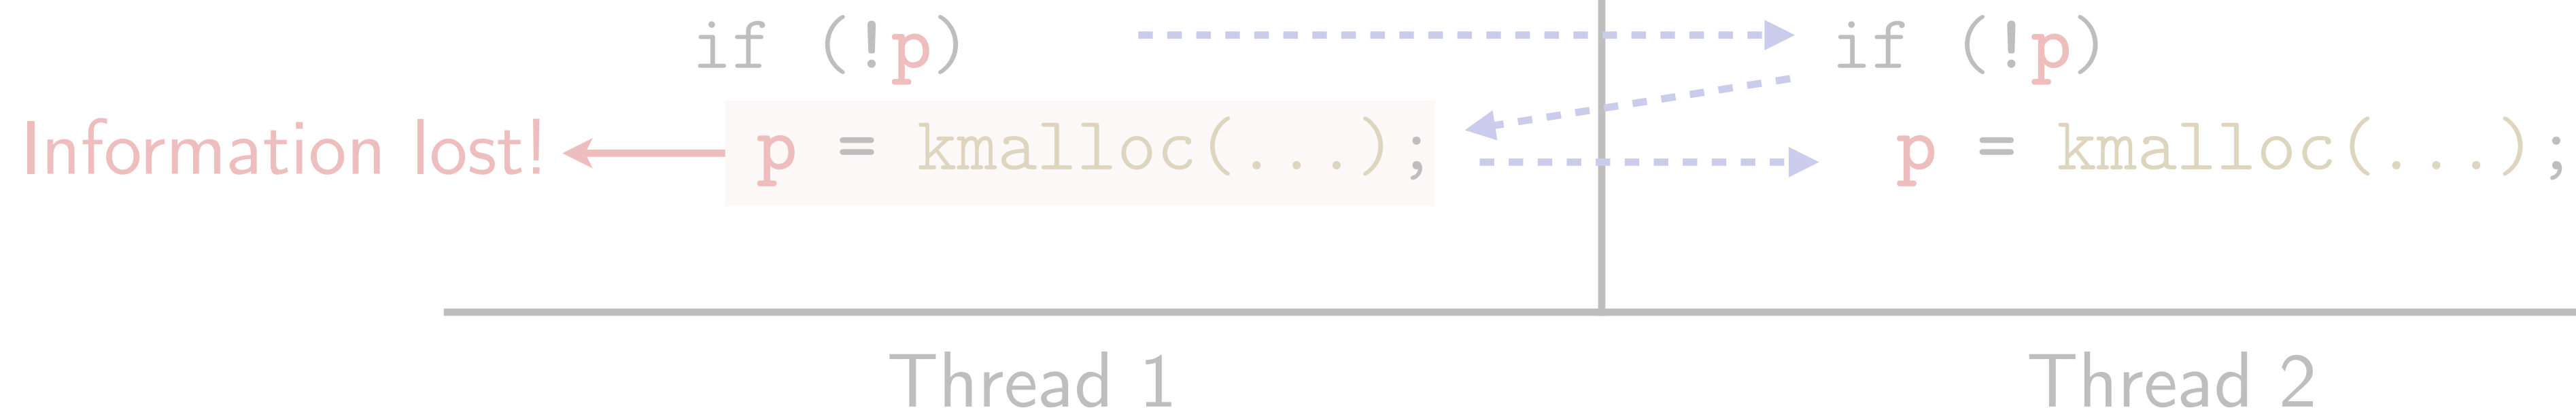 if (!p)
if (!p)
Information lost!
p = kmalloc(...);
p = kmalloc(...);
Thread 1
Thread 2